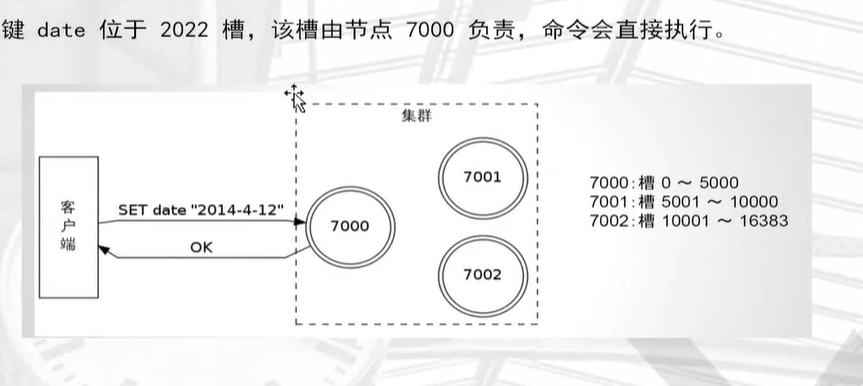 键 date 位于 2022 槽，该槽由节点 7000 负责，命令会直接执行。
集群
客户端
SET date "2014-4-12"
OK
7000
7001
7002
7000:槽 0 ～ 5000
7001:槽 5001 ～ 10000
7002:槽 10001 ～ 16383